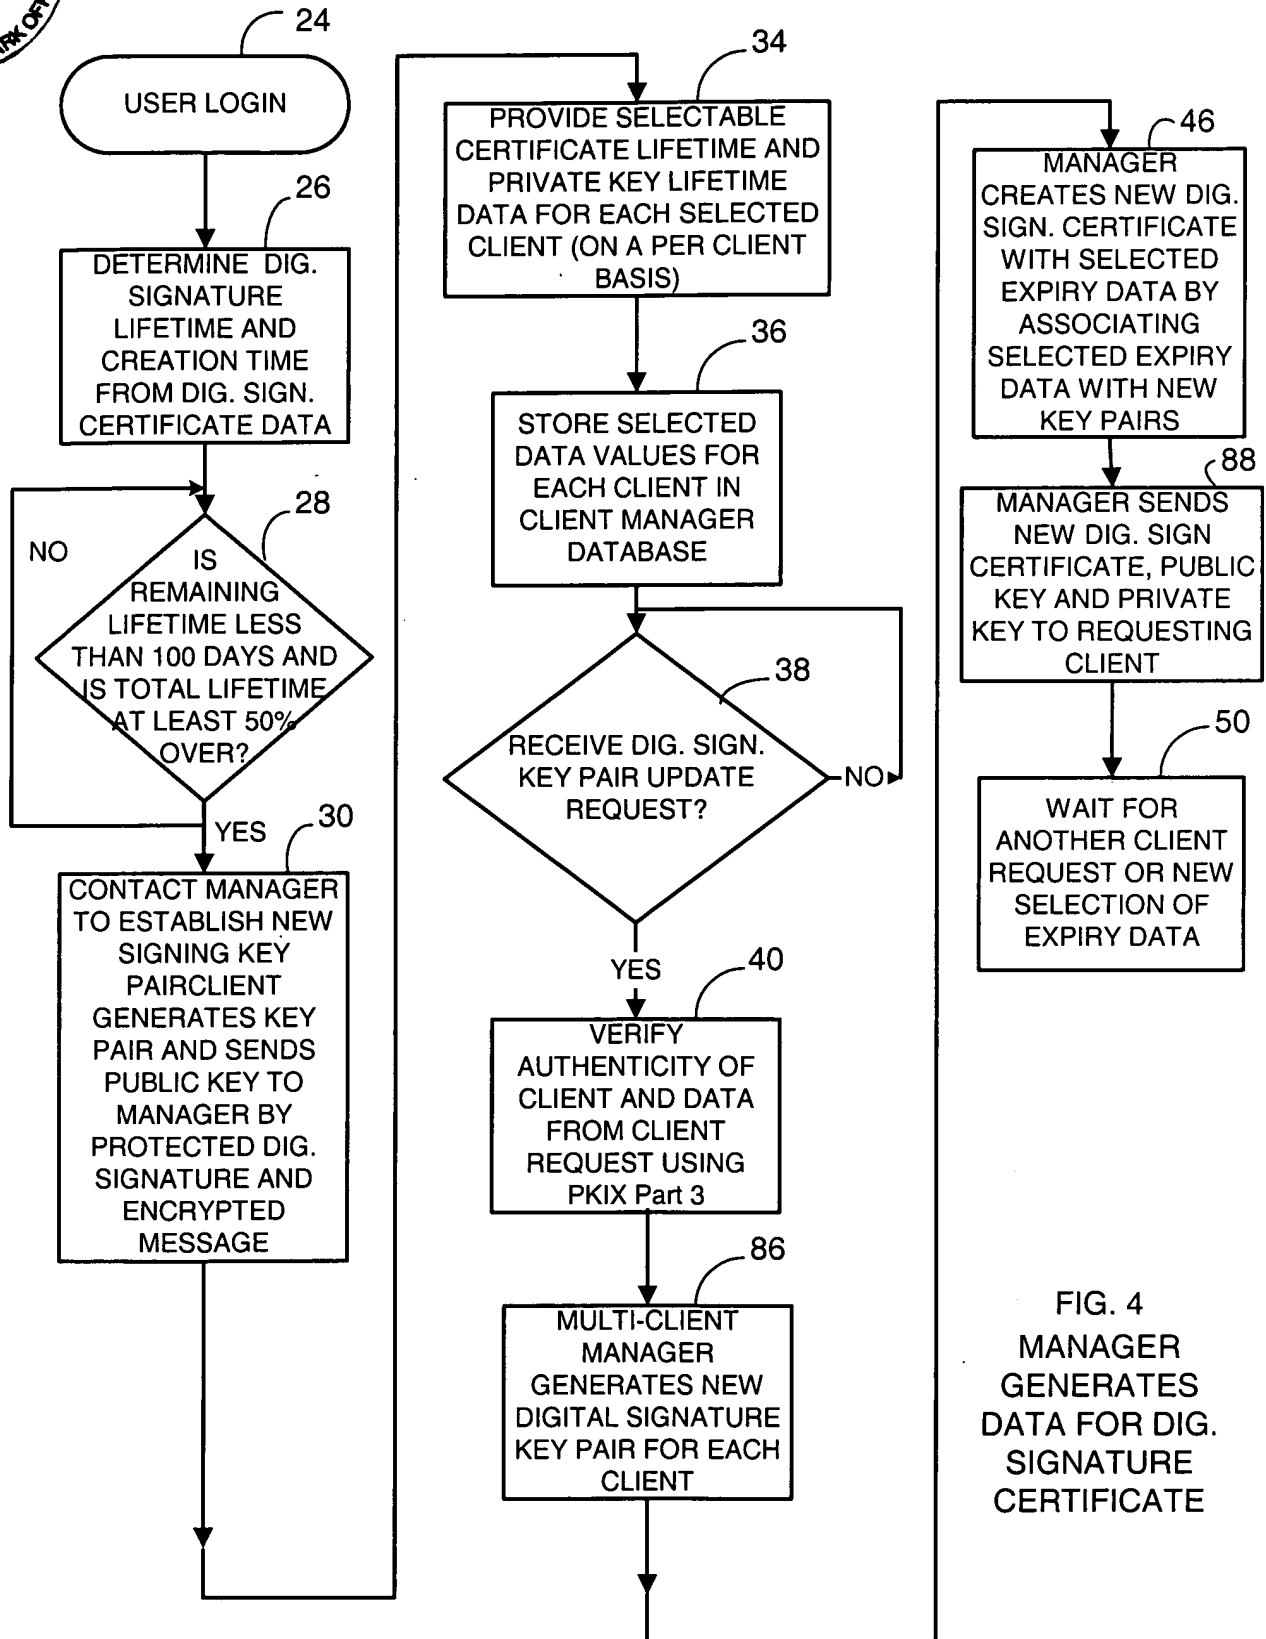 RK OFF
24
USER LOGIN
26
DETERMINE DIG.
SIGNATURE
LIFETIME AND
CREATION TIME
FROM DIG. SIGN.
CERTIFICATE DATA
28
NO
IS
REMAINING
LIFETIME LESS
THAN 100 DAYS AND
IS TOTAL LIFETIME
AT LEAST 50%
OVER?
YES
30
CONTACT MANAGER
TO ESTABLISH NEW
SIGNING KEY
PAIRCLIENT
GENERATES KEY
PAIR AND SENDS
PUBLIC KEY TO
MANAGER BY
PROTECTED DIG.
SIGNATURE AND
ENCRYPTED
MESSAGE
34
PROVIDE SELECTABLE
CERTIFICATE LIFETIME AND
PRIVATE KEY LIFETIME
DATA FOR EACH SELECTED
CLIENT (ON A PER CLIENT
BASIS)
36
STORE SELECTED
DATA VALUES FOR
EACH CLIENT IN
CLIENT MANAGER
DATABASE
38
RECEIVE DIG. SIGN.
KEY PAIR UPDATE
REQUEST?
NO
YES
40
VERIFY
AUTHENTICITY OF
CLIENT AND DATA
FROM CLIENT
REQUEST USING
PKIX Part 3
86
MULTI-CLIENT
MANAGER
GENERATES NEW
DIGITAL SIGNATURE
KEY PAIR FOR EACH
CLIENT
46
MANAGER
CREATES NEW DIG.
SIGN. CERTIFICATE
WITH SELECTED
EXPIRY DATA BY
ASSOCIATING
SELECTED EXPIRY
DATA WITH NEW
KEY PAIRS
88
MANAGER SENDS
NEW DIG. SIGN
CERTIFICATE, PUBLIC
KEY AND PRIVATE
KEY TO REQUESTING
CLIENT
50
WAIT FOR
ANOTHER CLIENT
REQUEST OR NEW
SELECTION OF
EXPIRY DATA
FIG. 4
MANAGER
GENERATES
DATA FOR DIG.
SIGNATURE
CERTIFICATE